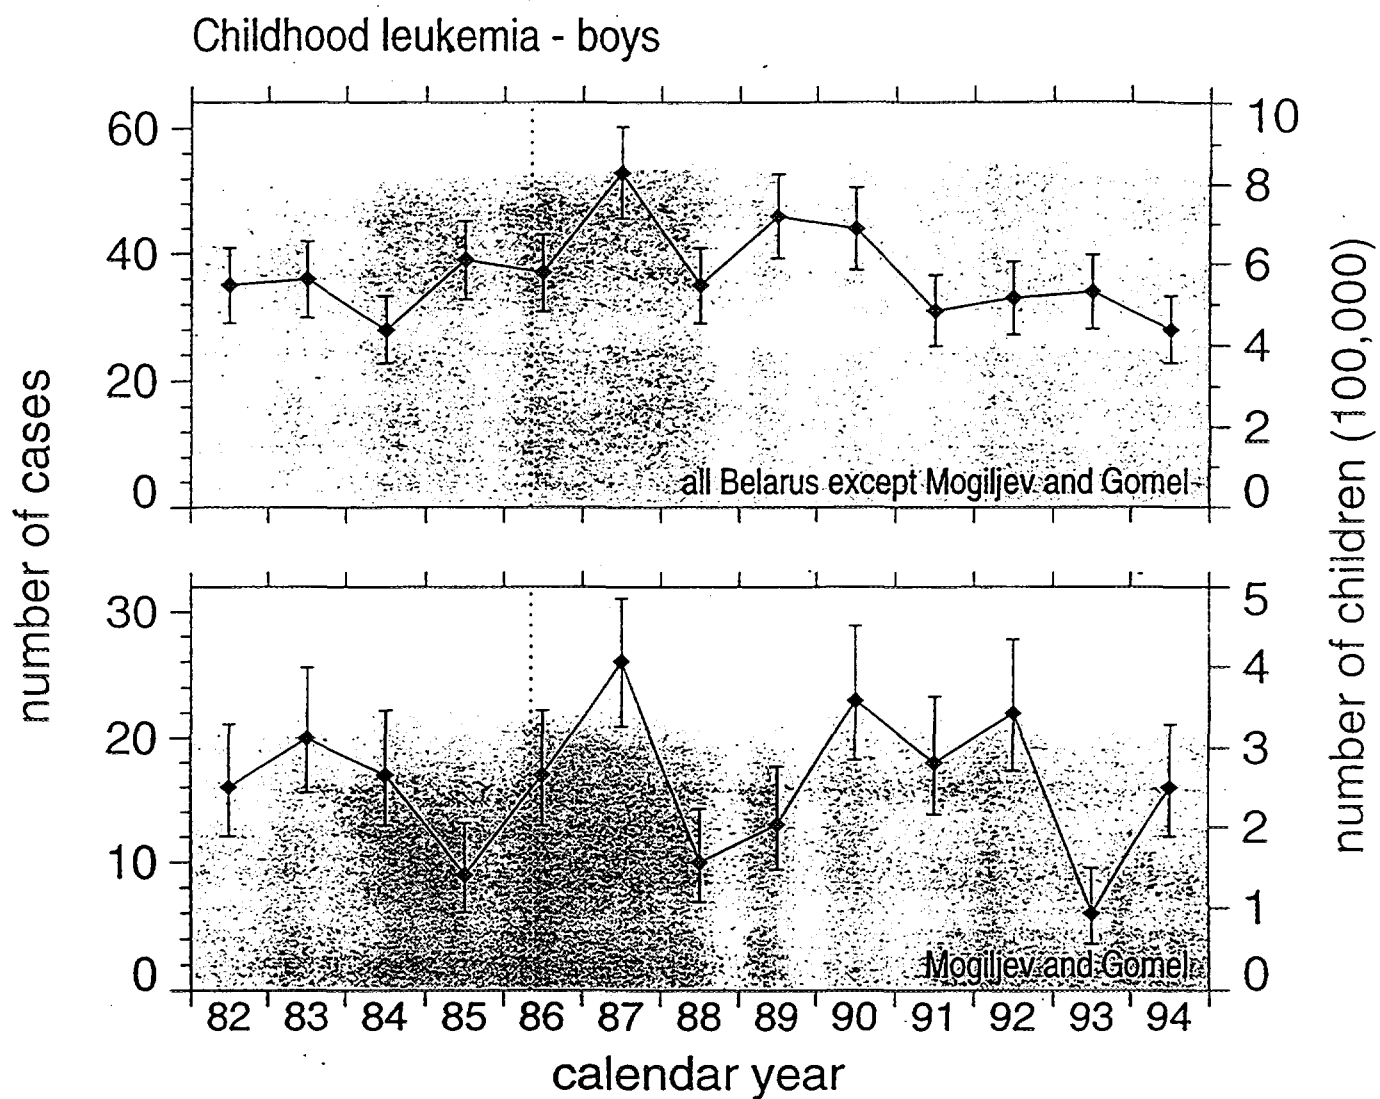 Childhood leukemia - boys
60
40
20
0
10
8
6
4
2
0
all Belarus except Mogiljev and Gomel
number of cases
number of children (100,000)
30
20
10
0
5
4
3
2
1
0
Mogiljev and Gomel
82 83 84 85 86 87 88 89 90 91 92 93 94
calendar year